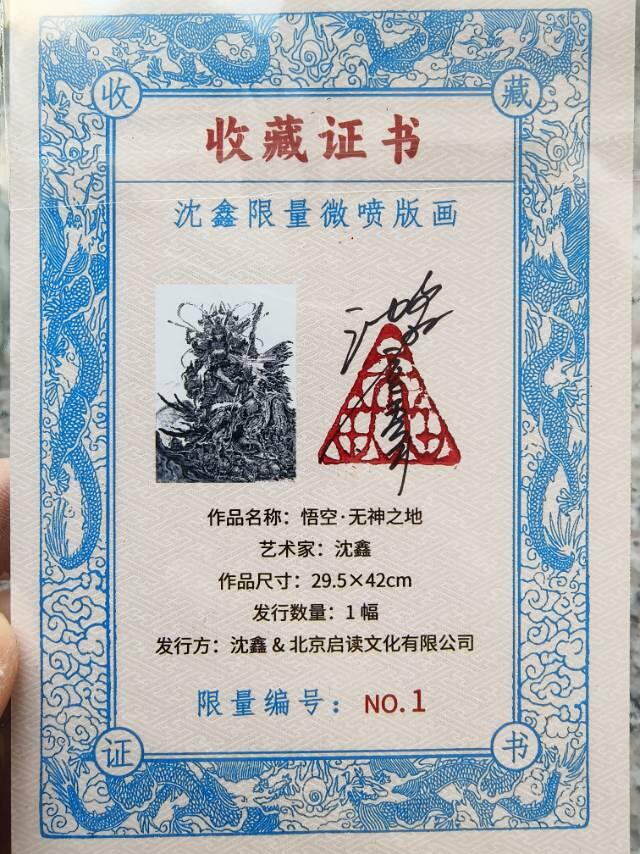 收 藏
收藏证书
沈鑫限量微喷版画
作品名称：悟空·无神之地
艺术家：沈鑫
作品尺寸：29.5×42cm
发行数量：1 幅
发行方：沈鑫 & 北京启读文化有限公司
限量编号：NO.1
证 书